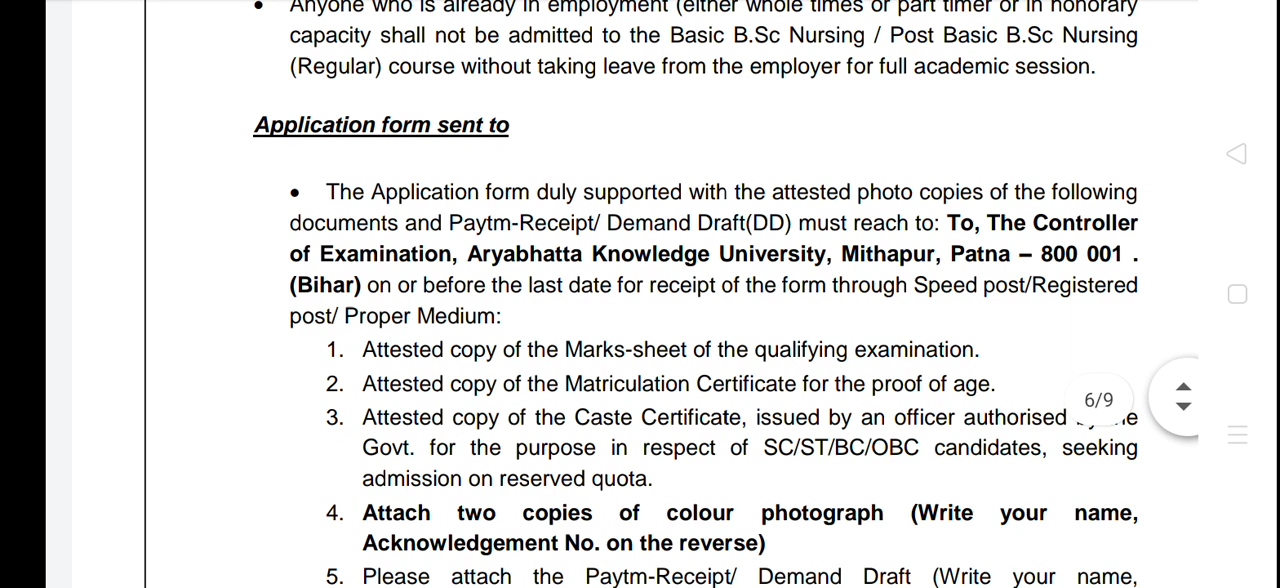 Anyone who is already in employment (either whole times or part timer or in honorary
capacity shall not be admitted to the Basic B.Sc Nursing / Post Basic B.Sc Nursing
(Regular) course without taking leave from the employer for full academic session.
Application form sent to
• The Application form duly supported with the attested photo copies of the following
documents and Paytm-Receipt/ Demand Draft(DD) must reach to: To, The Controller
of Examination, Aryabhatta Knowledge University, Mithapur, Patna – 800 001 .
(Bihar) on or before the last date for receipt of the form through Speed post/Registered
post/ Proper Medium:
1. Attested copy of the Marks-sheet of the qualifying examination.
2. Attested copy of the Matriculation Certificate for the proof of age.
6/9
3. Attested copy of the Caste Certificate, issued by an officer authorised
Govt. for the purpose in respect of SC/ST/BC/OBC candidates, seeking
admission on reserved quota.
4. Attach two copies of colour photograph (Write your name,
Acknowledgement No. on the reverse)
5. Please attach the Paytm-Receipt/ Demand Draft (Write your name,